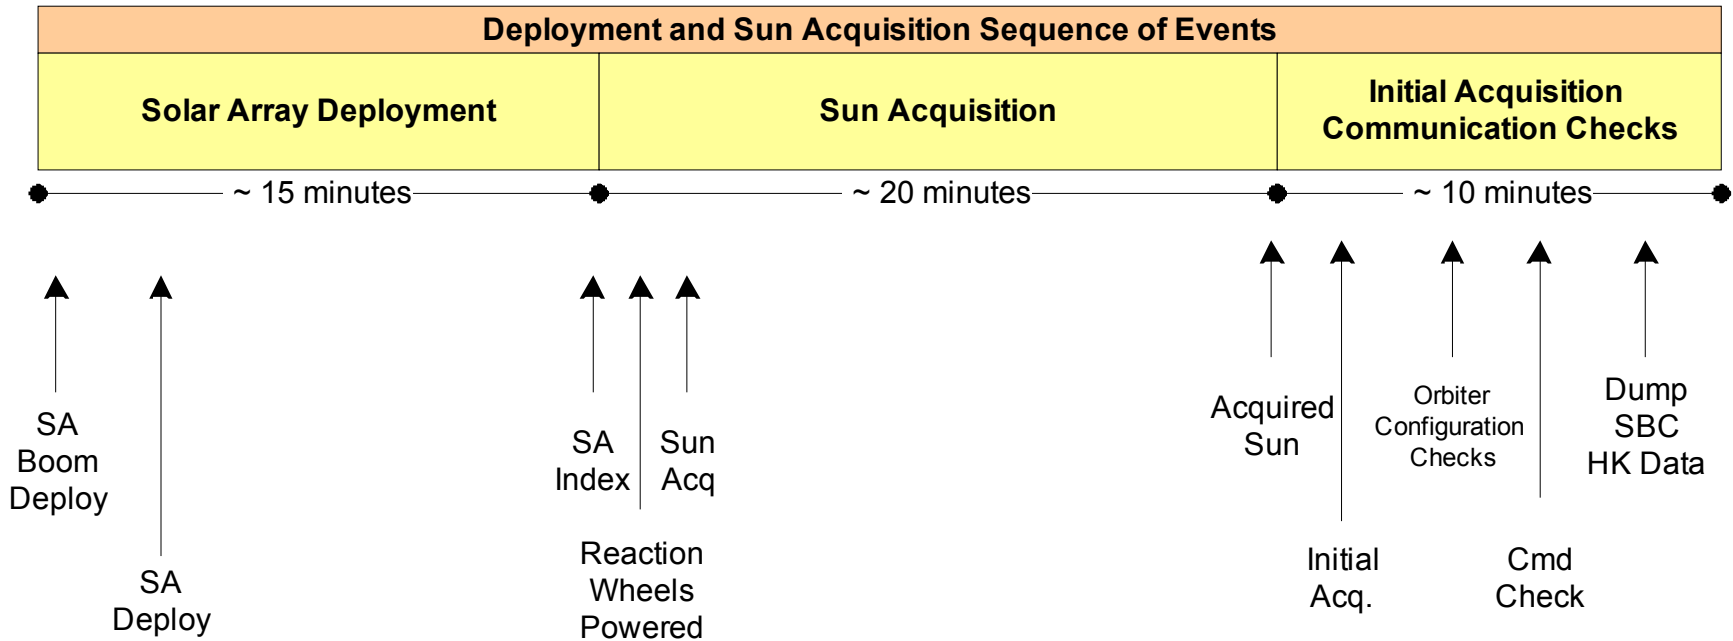 Deployment and Sun Acquisition Sequence of Events
Solar Array Deployment
Sun Acquisition
Initial Acquisition
Communication Checks
~ 15 minutes
~ 20 minutes
~ 10 minutes
SA
Boom
Deploy
SA
Deploy
SA
Index
Reaction
Wheels
Powered
Sun
Acq
Acquired
Sun
Initial
Acq.
Orbiter
Configuration
Checks
Cmd
Check
Dump
SBC
HK Data